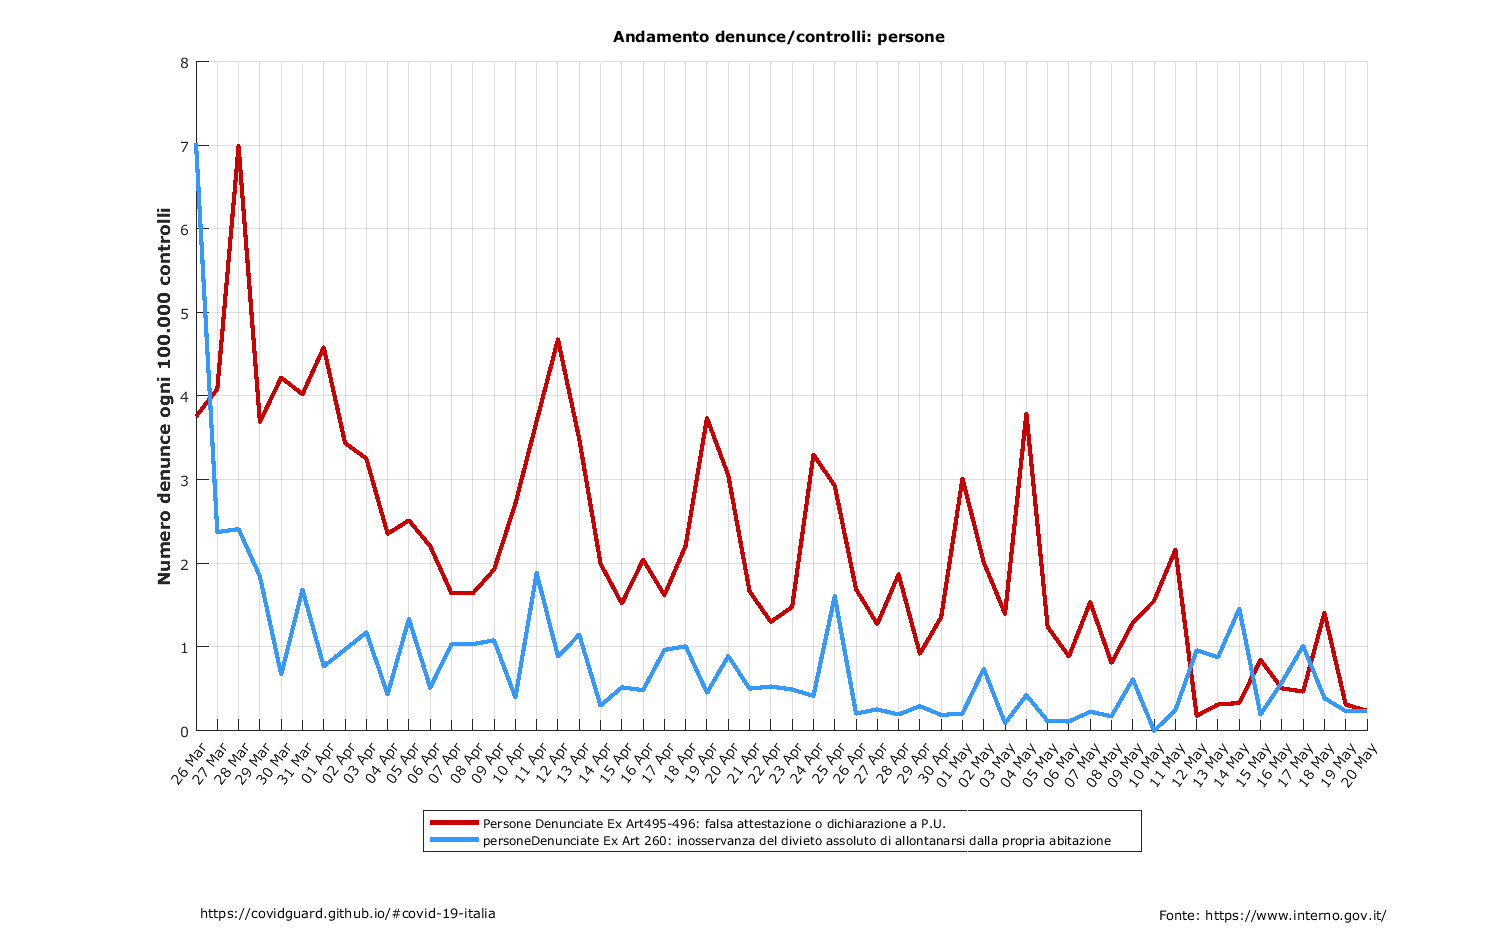 Andamento denunce/controlli: persone
Numero denunce ogni 100.000 controlli
8
7
6
5
4
3
2
1
0
26 Mar
27 Mar
28 Mar
29 Mar
30 Mar
31 Mar
01 Apr
02 Apr
03 Apr
04 Apr
05 Apr
06 Apr
07 Apr
08 Apr
09 Apr
10 Apr
11 Apr
12 Apr
13 Apr
14 Apr
15 Apr
16 Apr
17 Apr
18 Apr
19 Apr
20 Apr
21 Apr
22 Apr
23 Apr
24 Apr
25 Apr
26 Apr
27 Apr
28 Apr
29 Apr
30 Apr
01 May
02 May
03 May
04 May
05 May
06 May
07 May
08 May
09 May
10 May
11 May
12 May
13 May
14 May
15 May
16 May
17 May
18 May
19 May
20 May
Persone Denunciate Ex Art495-496: falsa attestazione o dichiarazione a P.U.
personeDenunciate Ex Art 260: inosservanza del divieto assoluto di allontanarsi dalla propria abitazione
https://covidguard.github.io/#covid-19-italia
Fonte: https://www.interno.gov.it/